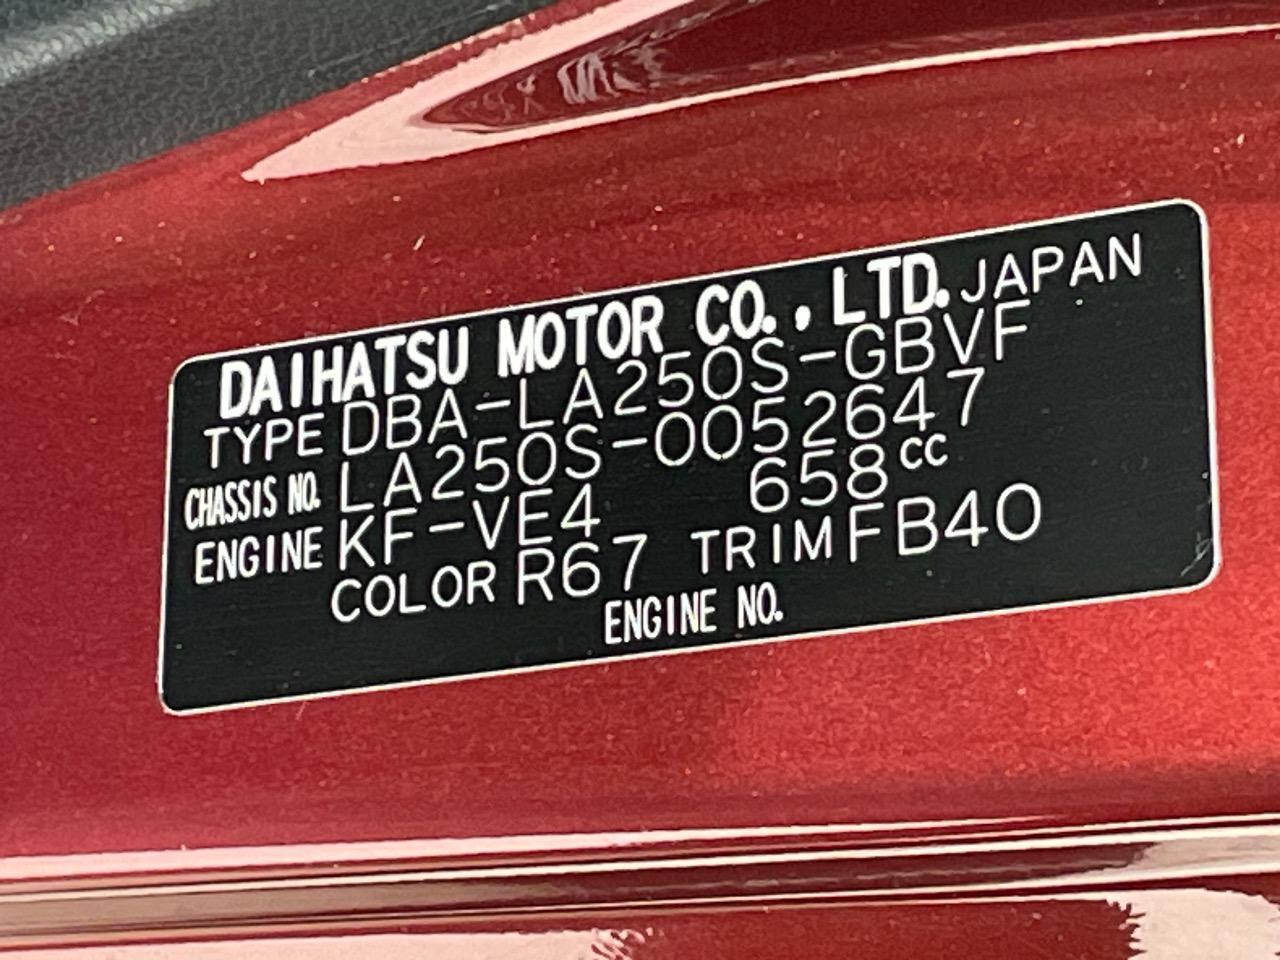 DAIHATSU MOTOR CO., LTD. JAPAN
TYPE DBA-LA250S-GBVF
CHASSIS NO. LA250S-0052647
ENGINE KF-VE4 658cc
COLOR R67 TRIM FB40
ENGINE NO.